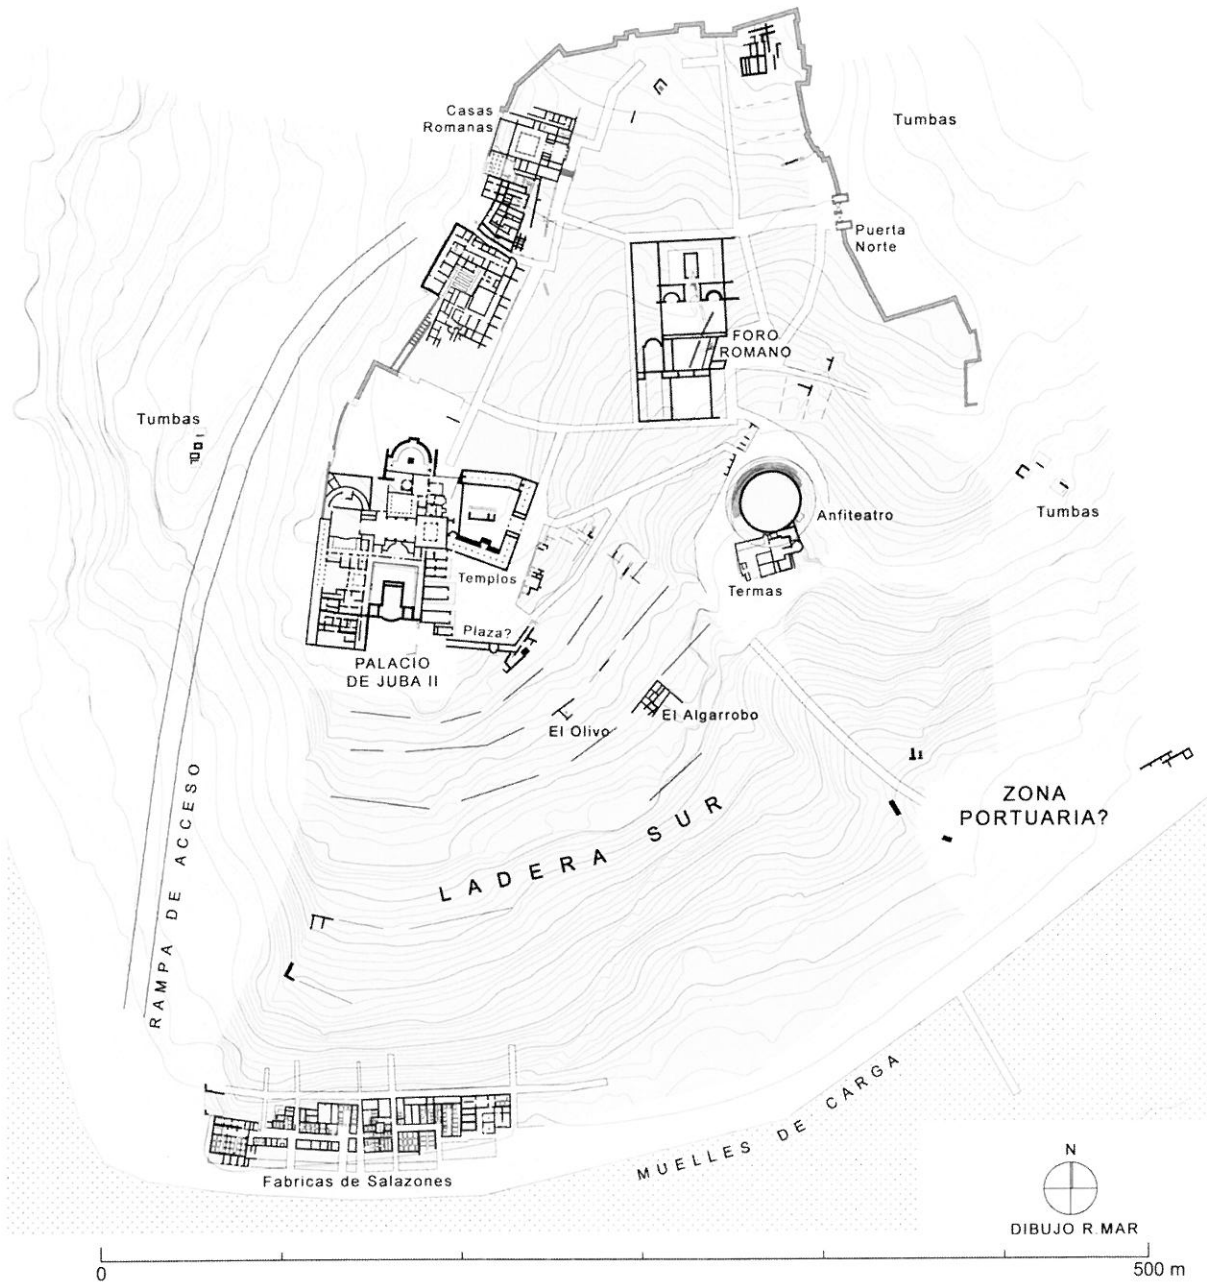 Casas
Romanas
Tumbas
Puerta
Norte
FORO
ROMANO
Tumbas
Anfiteatro
Tumbas
Templos
Termas
Plaza?
PALACIO
DE JUBA II
El Olivo
El Algarrobo
RAMPA DE ACCESO
LADERA SUR
ZONA
PORTUARIA?
MUELLES DE CARGA
Fabricas de Salazones
N
DIBUJO R.MAR
0
500 m